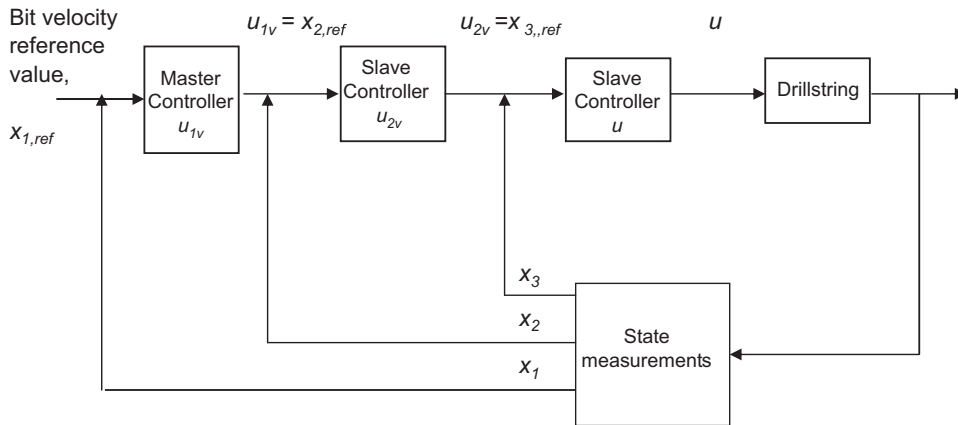 Bit velocity
reference
value,
x1,ref
Master
Controller
u1v
u1v = x2,ref
Slave
Controller
u2v
u2v =x 3,,ref
Slave
Controller
u
u
Drillstring
x3
x2
x1
State
measurements